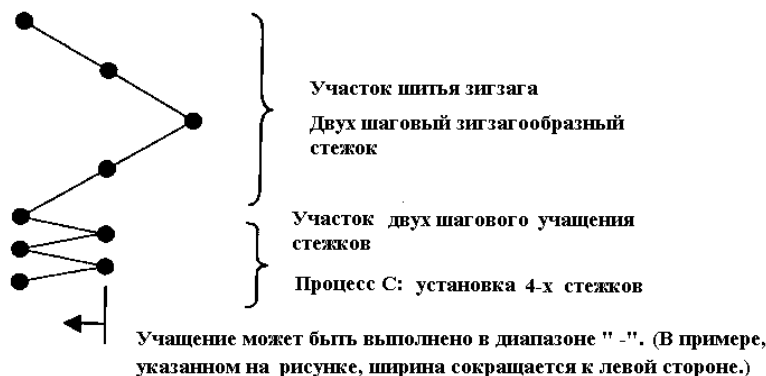 Участок шитья зигзага
Двух шаговый зигзагообразный
стежок
Участок двух шагового учащения
стежков
Процесс С: установка 4-х стежков
Учащение может быть выполнено в диапазоне " -". (В примере,
указанном на рисунке, ширина сокращается к левой стороне.)